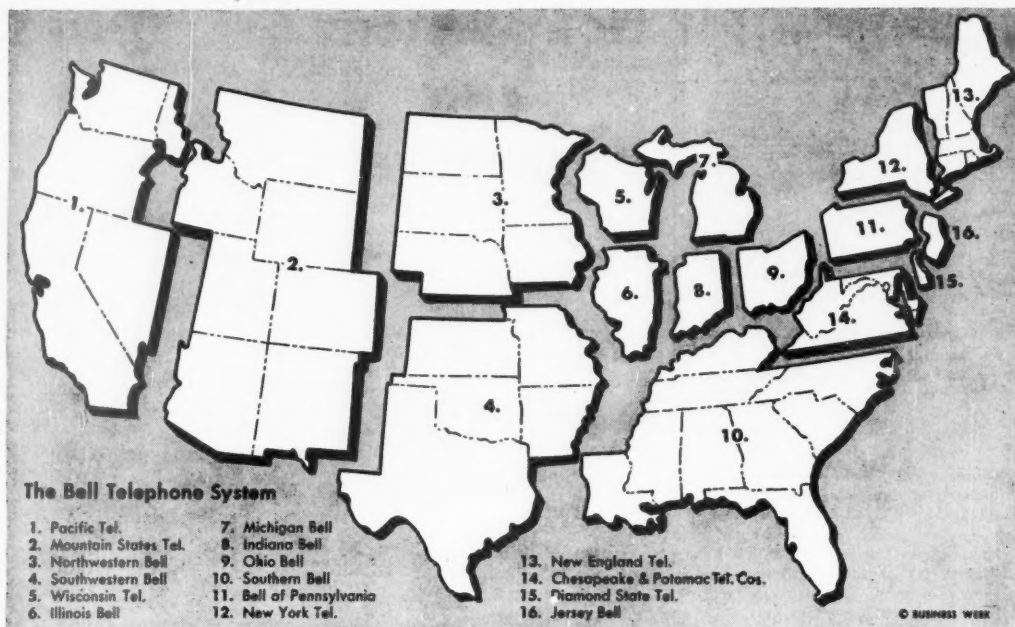 1.
2.
3.
4.
5.
6.
7.
8.
9.
10.
11.
12.
13.
14.
15.
16.
The Bell Telephone System
1. Pacific Tel.
2. Mountain States Tel.
3. Northwestern Bell
4. Southwestern Bell
5. Wisconsin Tel.
6. Illinois Bell
7. Michigan Bell
8. Indiana Bell
9. Ohio Bell
10. Southern Bell
11. Bell of Pennsylvania
12. New York Tel.
13. New England Tel.
14. Chesapeake & Potomac Tel. Cos.
15. Diamond State Tel.
16. Jersey Bell
© BUSINESS WEEK